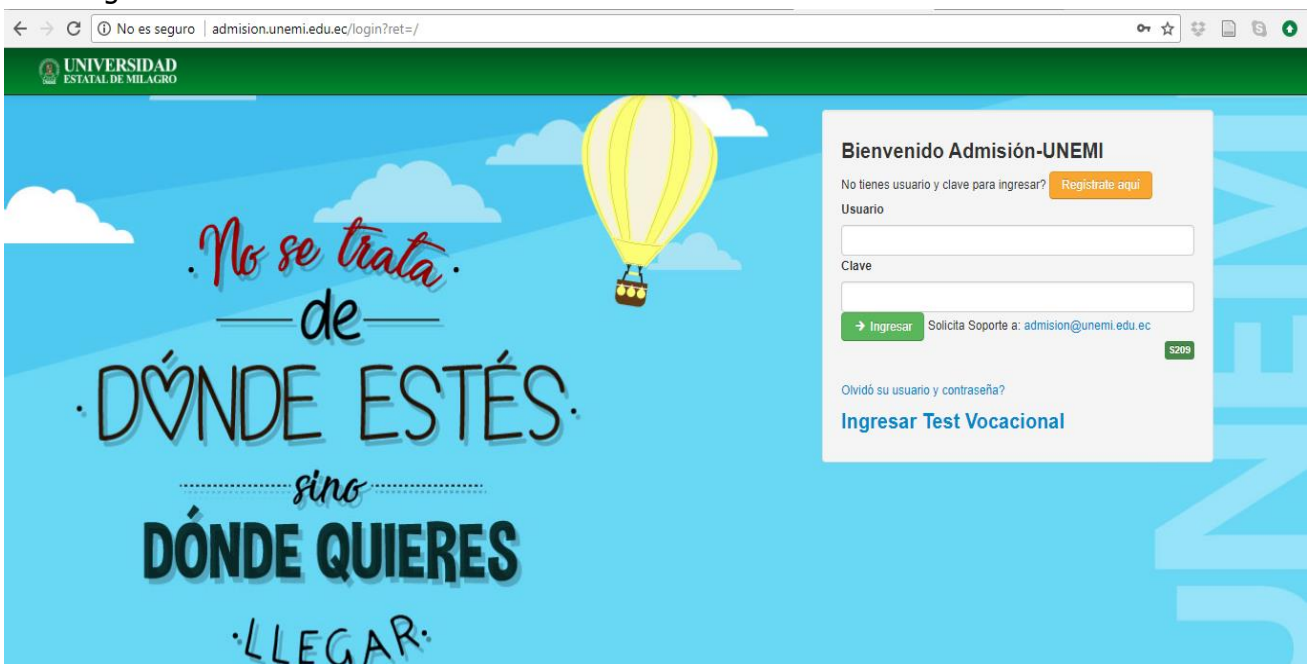 No es seguro | admision.unemi.edu.ec/login?ret=/
UNIVERSIDAD
ESTATAL DE MILAGRO
No se trata
de
DÓNDE ESTÉS
sino
DÓNDE QUIERES
LLEGAR
Bienvenido Admisión-UNEMI
No tienes usuario y clave para ingresar? Registrate aquí
Usuario
Clave
Ingresar Solicita Soporte a: admision@unemi.edu.ec
S209
Olvidó su usuario y contraseña?
Ingresar Test Vocacional
UNEMI